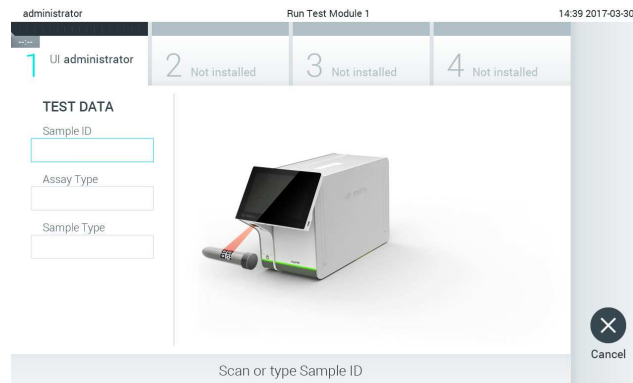 administrator Run Test Module 1 14:39 2017-03-30
--:--
1 UI administrator 2 Not installed 3 Not installed 4 Not installed
TEST DATA
Sample ID
Assay Type
Sample Type
Scan or type Sample ID
Cancel